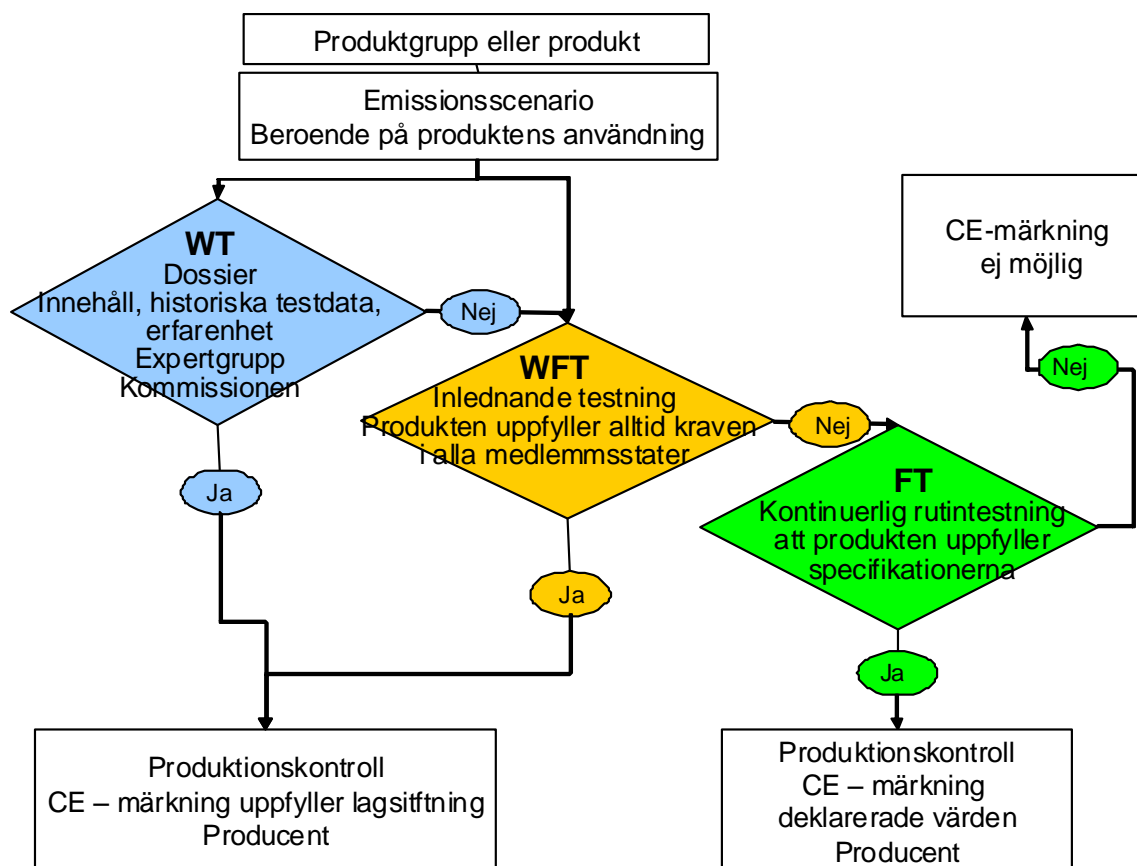 Produktgrupp eller produkt
Emissionsscenario
Beroende på produktens användning
WT
Dossier
Innehåll, historiska testdata,
erfarenhet
Expertgrupp
Kommissionen
Nej
Ja
WFT
Inlednande testning
Produkten uppfyller alltid kraven
i alla medlemmsstater
Nej
Ja
FT
Kontinuerlig rutintestning
att produkten uppfyller
specifikationerna
Nej
Ja
CE-märkning
ej möjlig
Produktionskontroll
CE – märkning uppfyller lagsitftning
Producent
Produktionskontroll
CE – märkning
deklarerade värden
Producent